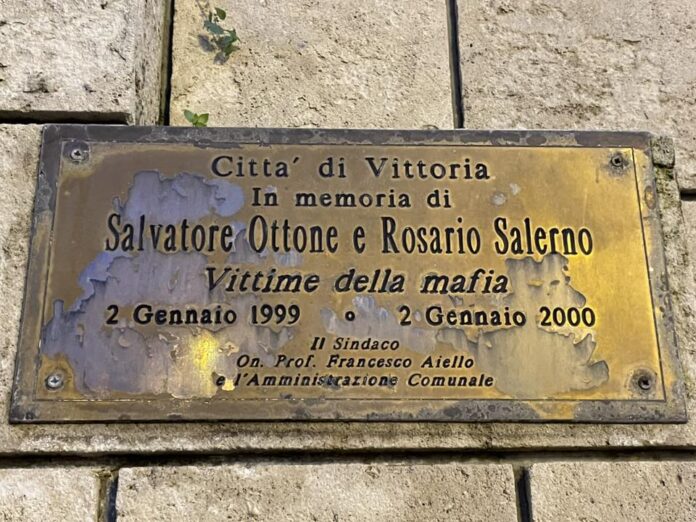 Citta' di Vittoria
In memoria di
Salvatore Ottone e Rosario Salerno
Vittime della mafia
2 Gennaio 1999 o 2 Gennaio 2000
Il Sindaco
On. Prof. Francesco Aiello
e l'Amministrazione Comunale